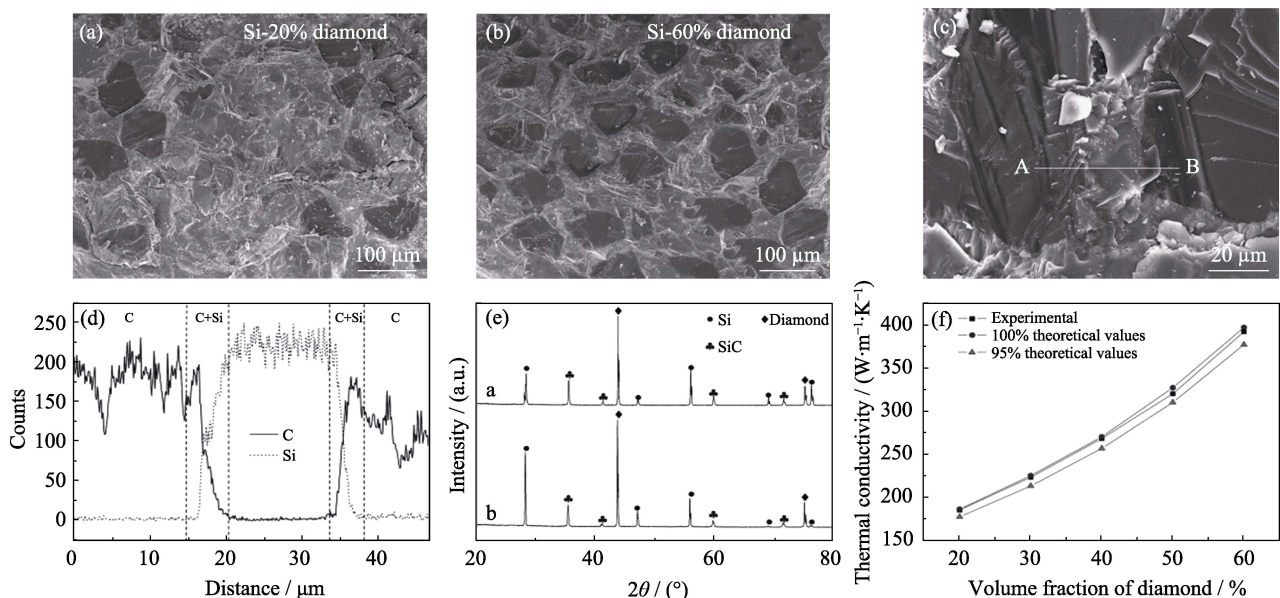 (a)
Si-20% diamond
100 μm
(b)
Si-60% diamond
100 μm
(c)
A
B
20 μm
(d)
C
C+Si
C+Si
C
250
200
150
100
50
0
C
Si
0
10
20
30
40
Counts
Distance / μm
(e)
Si
Diamond
SiC
a
b
20
40
60
80
Intensity / (a.u.)
2θ / (°)
(f)
Experimental
100% theoretical values
95% theoretical values
400
350
300
250
200
150
20
30
40
50
60
Thermal conductivity / (W·m⁻¹·K⁻¹)
Volume fraction of diamond / %